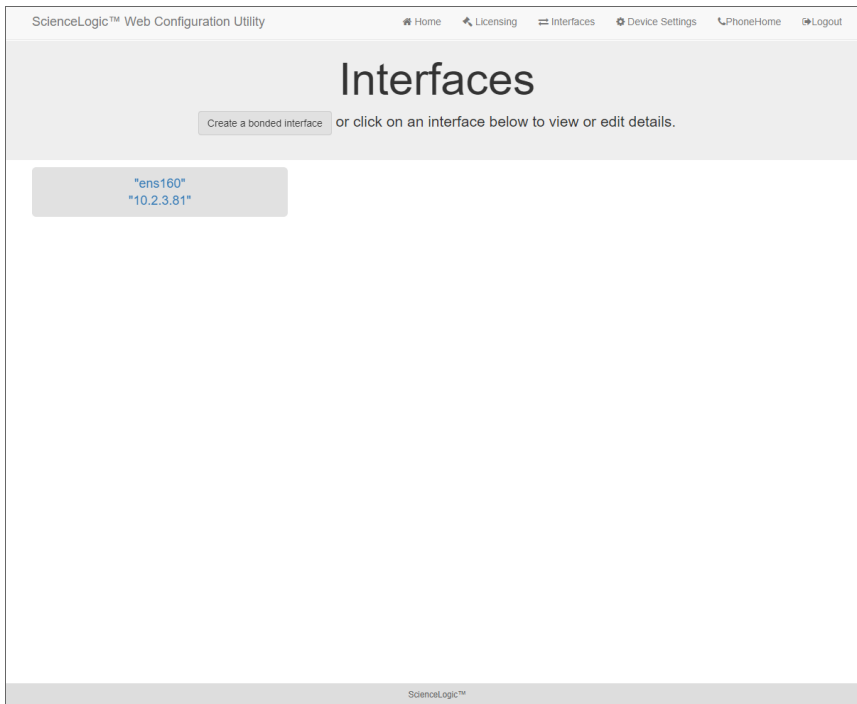 ScienceLogic™ Web Configuration Utility
Home Licensing Interfaces Device Settings PhoneHome Logout
Interfaces
Create a bonded interface or click on an interface below to view or edit details.
"ens160"
"10.2.3.81"
ScienceLogic™